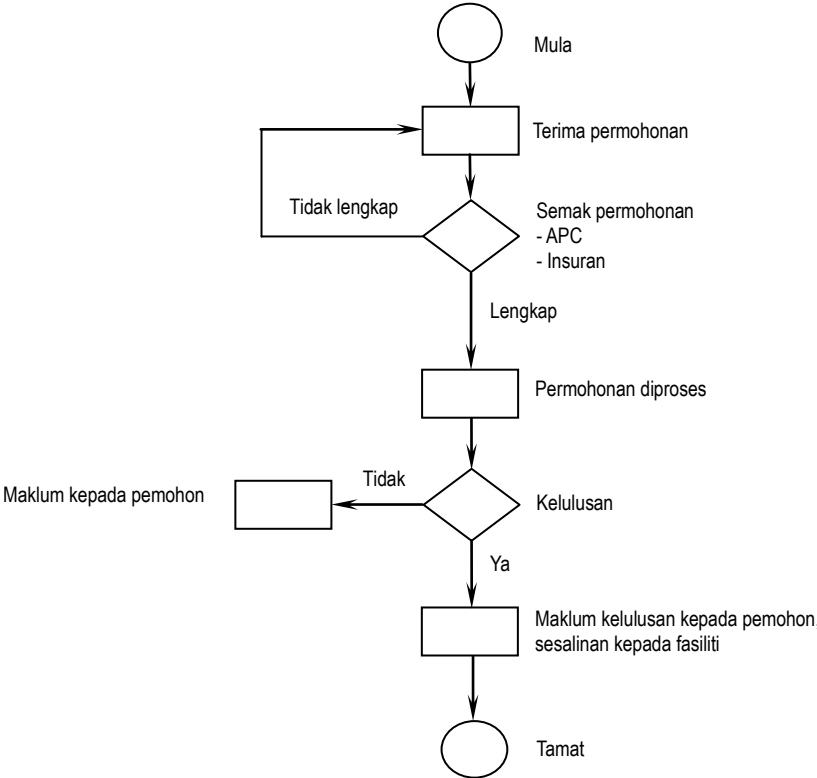 Mula
Terima permohonan
Tidak lengkap
Semak permohonan
- APC
- Insuran
Lengkap
Permohonan diproses
Tidak
Maklum kepada pemohon
Kelulusan
Ya
Maklum kelulusan kepada pemohon,
sesalinan kepada fasiliti
Tamat